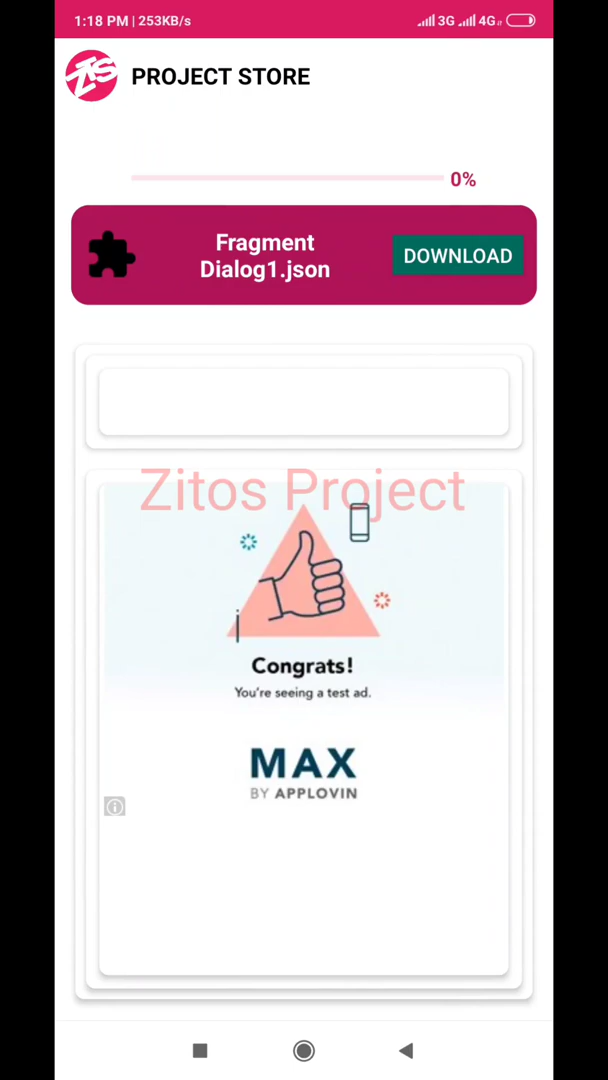 1:18 PM | 253KB/s
3G 4G
ZTS
PROJECT STORE
0%
Fragment
Dialog1.json
DOWNLOAD
Zitos Project
Congrats!
You're seeing a test ad.
MAX
BY APPLOVIN